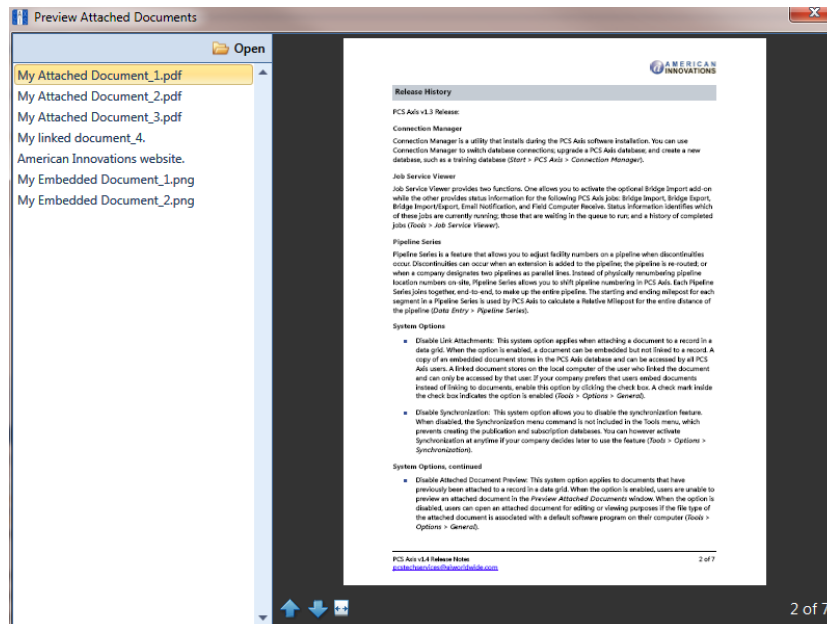 Preview Attached Documents
Open
My Attached Document_1.pdf
My Attached Document_2.pdf
My Attached Document_3.pdf
My linked document_4.
American Innovations website.
My Embedded Document_1.png
My Embedded Document_2.png
AMERICAN
INNOVATIONS
Release History
PCS Axis v1.3 Release:
Connection Manager
Connection Manager is a utility that installs during the PCS Axis software installation. You can use
Connection Manager to switch database connections; upgrade a PCS Axis database; and create a new
database, such as a training database (Start > PCS Axis > Connection Manager).
Job Service Viewer
Job Service Viewer provides two functions. One allows you to activate the optional Bridge Import add-on
while the other provides status information for the following PCS Axis jobs: Bridge Import, Bridge Export,
Bridge Import/Export, Email Notification, and Field Computer Receive. Status information identifies which
of these jobs are currently running; those that are waiting in the queue to run; and a history of completed
jobs (Tools > Job Service Viewer).
Pipeline Series
Pipeline Series is a feature that allows you to adjust facility numbers on a pipeline when discontinuities
occur. Discontinuities can occur when an extension is added to the pipeline; the pipeline is re-routed; or
when a company designates two pipelines as parallel lines. Instead of physically renumbering pipeline
location numbers on-site, Pipeline Series allows you to shift pipeline numbering in PCS Axis. Each Pipeline
Series joins together, end-to-end, to make up the entire pipeline. The starting and ending milepost for each
segment in a Pipeline Series is used by PCS Axis to calculate a Relative Milepost for the entire distance of
the pipeline (Data Entry > Pipeline Series).
System Options
Disable Link Attachments: This system option applies when attaching a document to a record in a
data grid. When the option is enabled, a document can be embedded but not linked to a record. A
copy of an embedded document stores in the PCS Axis database and can be accessed by all PCS
Axis users. A linked document stores on the local computer of the user who linked the document
and can only be accessed by that user. If your company prefers that users embed documents
instead of linking to documents, enable this option by clicking the check box. A check mark inside
the check box indicates the option is enabled (Tools > Options > General).
Disable Synchronization: This system option allows you to disable the synchronization feature.
When disabled, the Synchronization menu command is not included in the Tools menu, which
prevents creating the publication and subscription databases. You can however activate
Synchronization at anytime if your company decides later to use the feature (Tools > Options >
Synchronization).
System Options, continued
Disable Attached Document Preview: This system option applies to documents that have
previously been attached to a record in a data grid. When the option is enabled, users are unable to
preview an attached document in the Preview Attached Documents window. When the option is
disabled, users can open an attached document for editing or viewing purposes if the file type of
the attached document is associated with a default software program on their computer (Tools >
Options > General).
PCS Axis v1.4 Release Notes
2 of 7
pcstechservices@aiworldwide.com
2 of 7